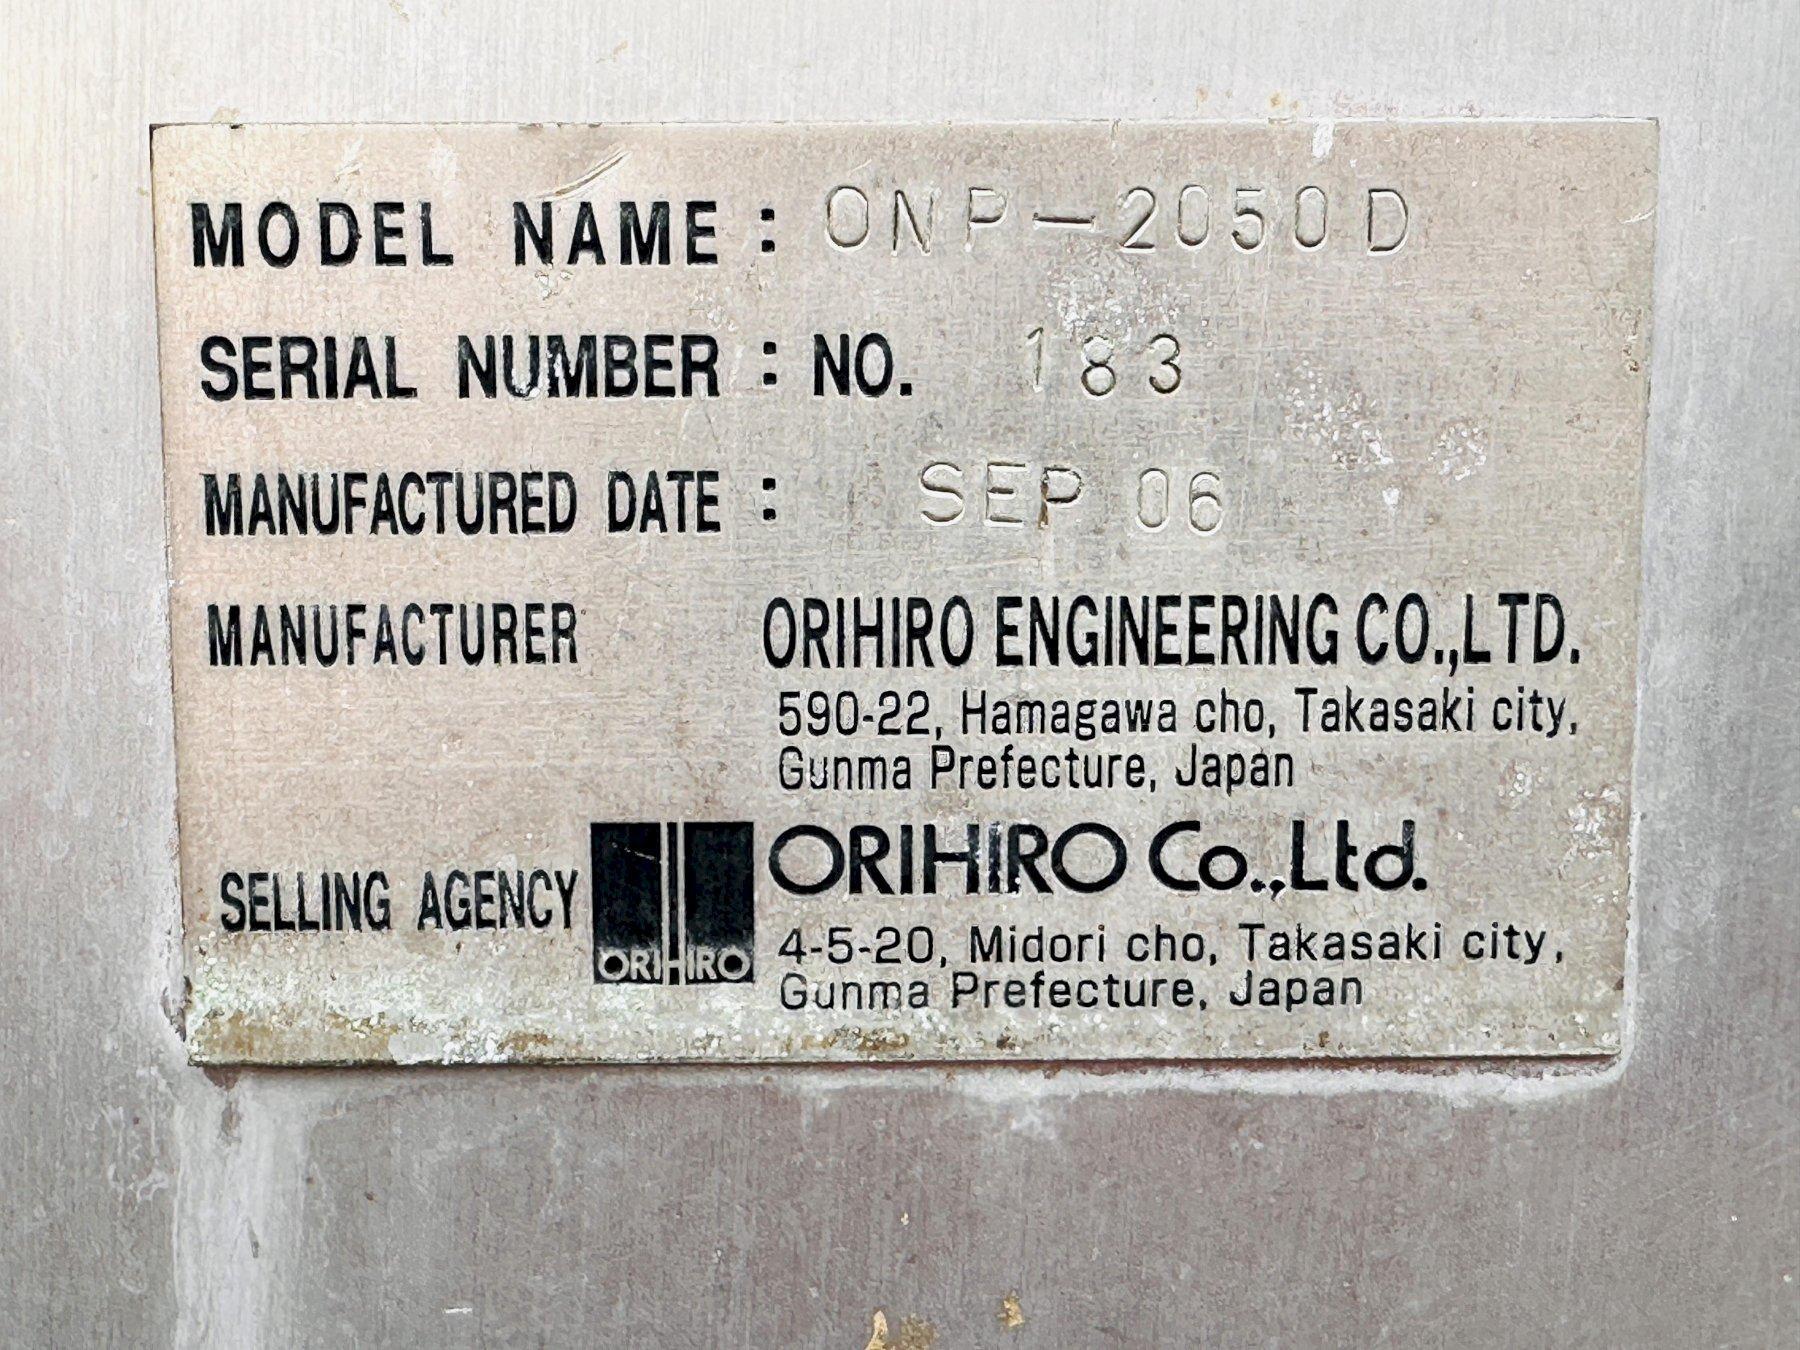 MODEL NAME : ONP-2050D
SERIAL NUMBER : NO. 183
MANUFACTURED DATE : SEP 06
MANUFACTURER ORIHIRO ENGINEERING CO.,LTD.
590-22, Hamagawa cho, Takasaki city,
Gunma Prefecture, Japan
SELLING AGENCY ORIHIRO ORIHIRO Co.,Ltd.
4-5-20, Midori cho, Takasaki city,
Gunma Prefecture, Japan